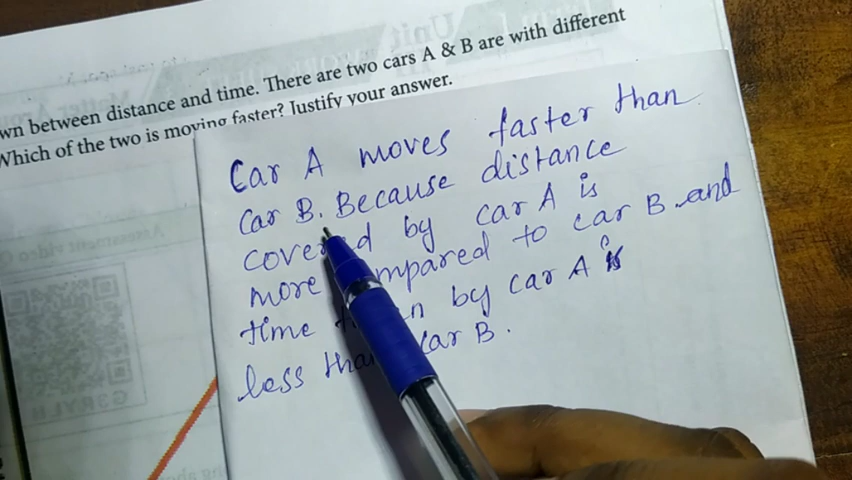 wn between distance and time. There are two cars A & B are with different
Which of the two is moving faster? Justify your answer.
Car A moves faster than
Car B. Because distance
covered by car A is
more compared to car B and
time by car A is
less than car B.